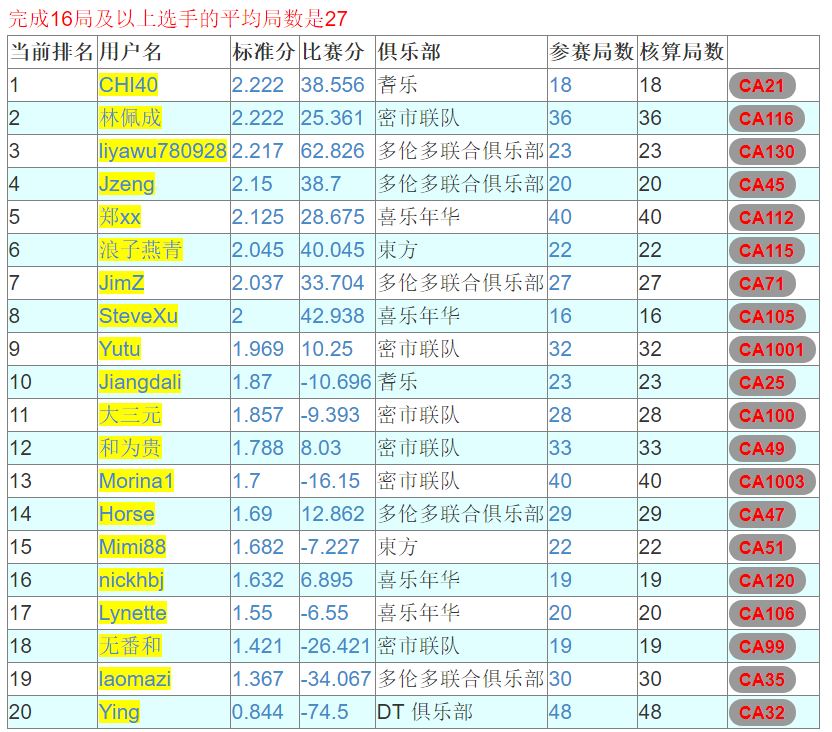 完成16局及以上选手的平均局数是27
当前排名 用户名 标准分 比赛分 俱乐部 参赛局数 核算局数
1 CHI40 2.222 38.556 耆乐 18 18 CA21
2 林佩成 2.222 25.361 密市联队 36 36 CA116
3 liyawu780928 2.217 62.826 多伦多联合俱乐部 23 23 CA130
4 Jzeng 2.15 38.7 多伦多联合俱乐部 20 20 CA45
5 郑xx 2.125 28.675 喜乐年华 40 40 CA112
6 浪子燕青 2.045 40.045 東方 22 22 CA115
7 JimZ 2.037 33.704 多伦多联合俱乐部 27 27 CA71
8 SteveXu 2 42.938 喜乐年华 16 16 CA105
9 Yutu 1.969 10.25 密市联队 32 32 CA1001
10 Jiangdali 1.87 -10.696 耆乐 23 23 CA25
11 大三元 1.857 -9.393 密市联队 28 28 CA100
12 和为贵 1.788 8.03 密市联队 33 33 CA49
13 Morina1 1.7 -16.15 密市联队 40 40 CA1003
14 Horse 1.69 12.862 多伦多联合俱乐部 29 29 CA47
15 Mimi88 1.682 -7.227 東方 22 22 CA51
16 nickhbj 1.632 6.895 喜乐年华 19 19 CA120
17 Lynette 1.55 -6.55 喜乐年华 20 20 CA106
18 无番和 1.421 -26.421 密市联队 19 19 CA99
19 laomazi 1.367 -34.067 多伦多联合俱乐部 30 30 CA35
20 Ying 0.844 -74.5 DT 俱乐部 48 48 CA32